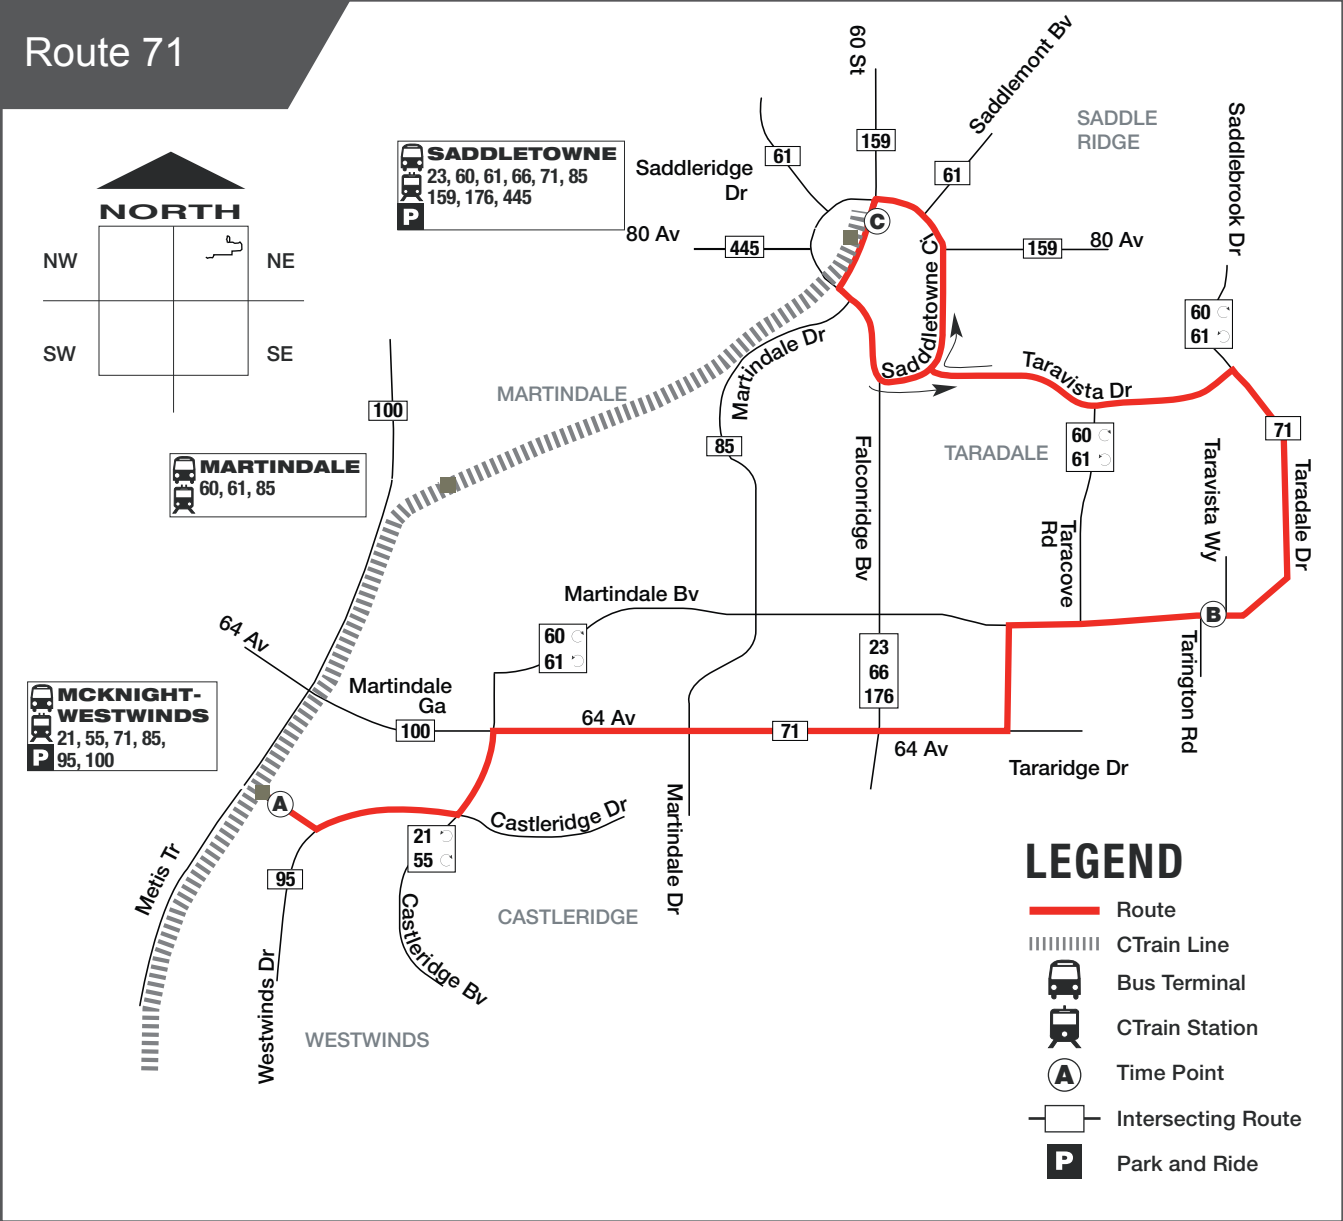 Route 71
NORTH
NW
NE
SW
SE
SADDLETOWNE
23, 60, 61, 66, 71, 85
159, 176, 445
P
60 St
Saddlemont Bv
SADDLE
RIDGE
Saddlebrook Dr
Saddleridge
Dr
61
159
61
C
80 Av
445
159
80 Av
Sadddletowne Ci
60
61
Martindale Dr
Taravista Dr
MARTINDALE
100
85
60
61
71
TARADALE
Falconridge Bv
Taravista Wy
Taradale Dr
MARTINDALE
60, 61, 85
Taracove
Rd
Martindale Bv
B
64 Av
60
61
23
66
176
Tarington Rd
MCKNIGHT-
WESTWINDS
21, 55, 71, 85,
95, 100
P
Martindale
Ga
100
64 Av
71
64 Av
Tararidge Dr
A
Castleridge Dr
Martindale Dr
21
55
Metis Tr
95
Castleridge Bv
CASTLERIDGE
Westwinds Dr
WESTWINDS
LEGEND
Route
CTrain Line
Bus Terminal
CTrain Station
A
Time Point
Intersecting Route
P
Park and Ride